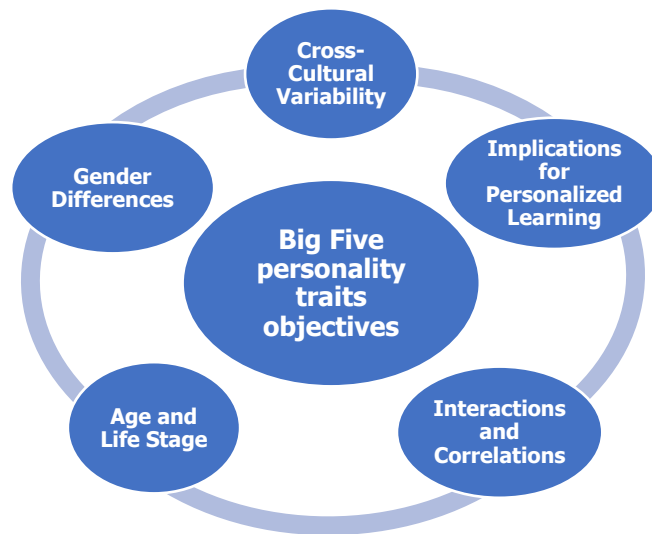 Cross-
Cultural
Variability
Implications
for
Personalized
Learning
Interactions
and
Correlations
Age and
Life Stage
Gender
Differences
Big Five
personality
traits
objectives